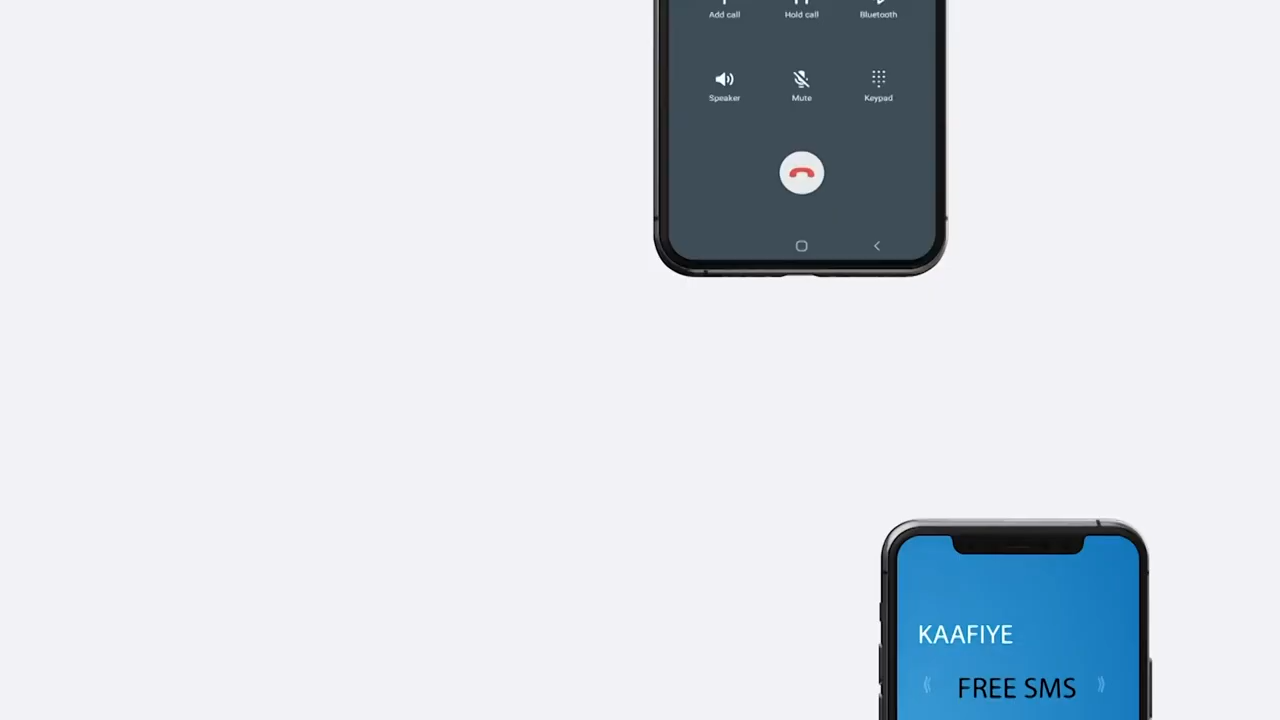 Add call Hold call Bluetooth
Speaker Mute Keypad
KAAFIYE
FREE SMS